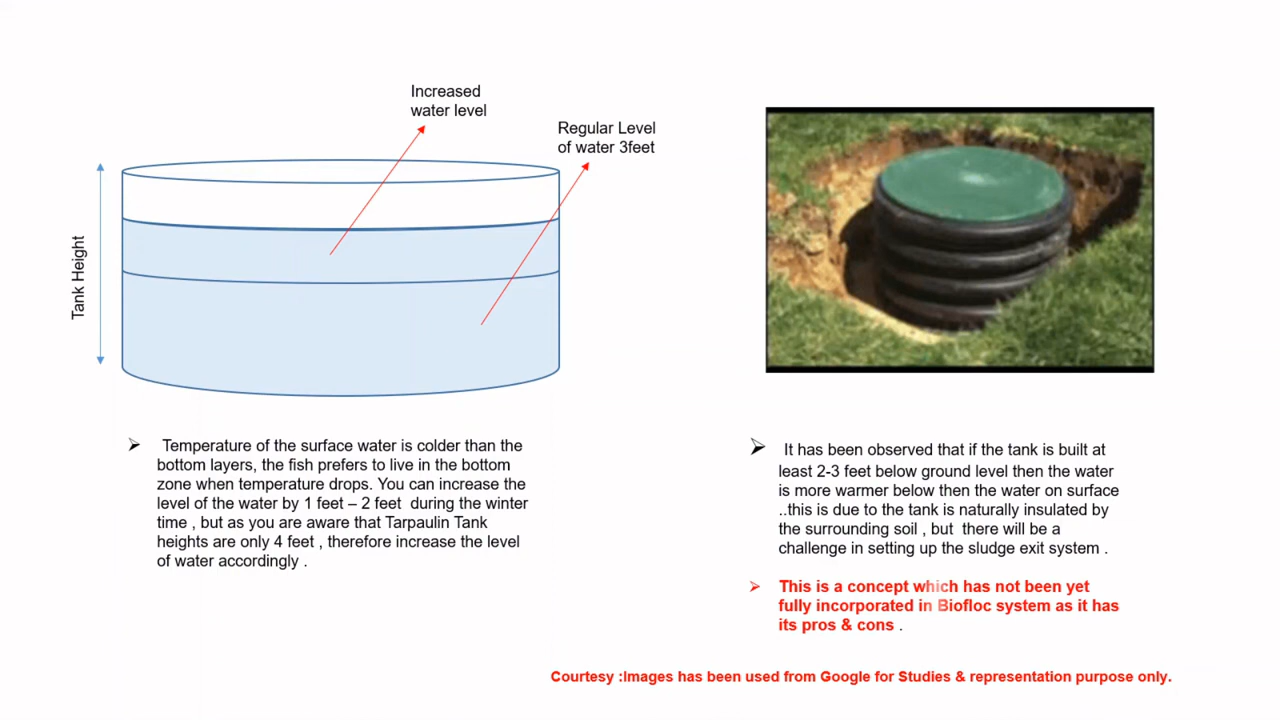 Increased
water level
Regular Level
of water 3feet
Tank Height
➢ Temperature of the surface water is colder than the
bottom layers, the fish prefers to live in the bottom
zone when temperature drops. You can increase the
level of the water by 1 feet – 2 feet during the winter
time , but as you are aware that Tarpaulin Tank
heights are only 4 feet , therefore increase the level
of water accordingly .
➢ It has been observed that if the tank is built at
least 2-3 feet below ground level then the water
is more warmer below then the water on surface
..this is due to the tank is naturally insulated by
the surrounding soil , but there will be a
challenge in setting up the sludge exit system .
➢ This is a concept which has not been yet
fully incorporated in Biofloc system as it has
its pros & cons .
Courtesy :Images has been used from Google for Studies & representation purpose only.